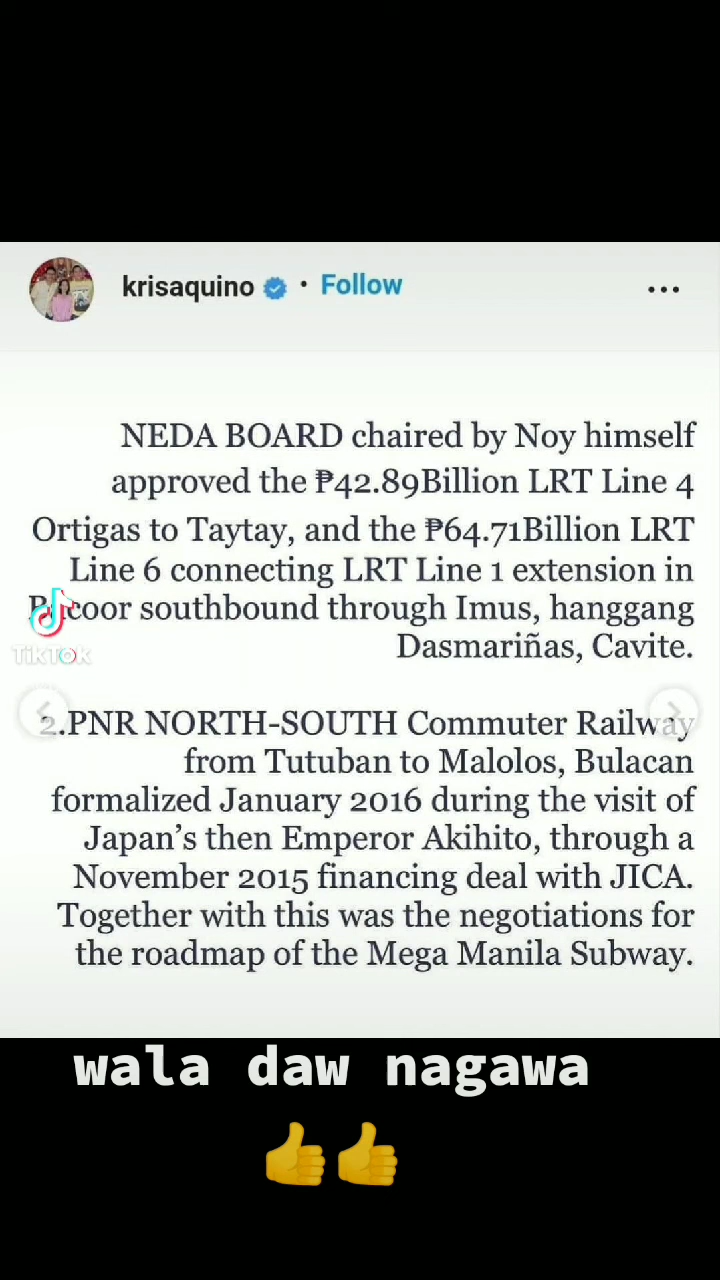 krisaquino • Follow
NEDA BOARD chaired by Noy himself
approved the ₱42.89Billion LRT Line 4
Ortigas to Taytay, and the ₱64.71Billion LRT
Line 6 connecting LRT Line 1 extension in
Bacoor southbound through Imus, hanggang
Dasmariñas, Cavite.
TikTok
2.PNR NORTH-SOUTH Commuter Railway
from Tutuban to Malolos, Bulacan
formalized January 2016 during the visit of
Japan’s then Emperor Akihito, through a
November 2015 financing deal with JICA.
Together with this was the negotiations for
the roadmap of the Mega Manila Subway.
wala daw nagawa
👍👍